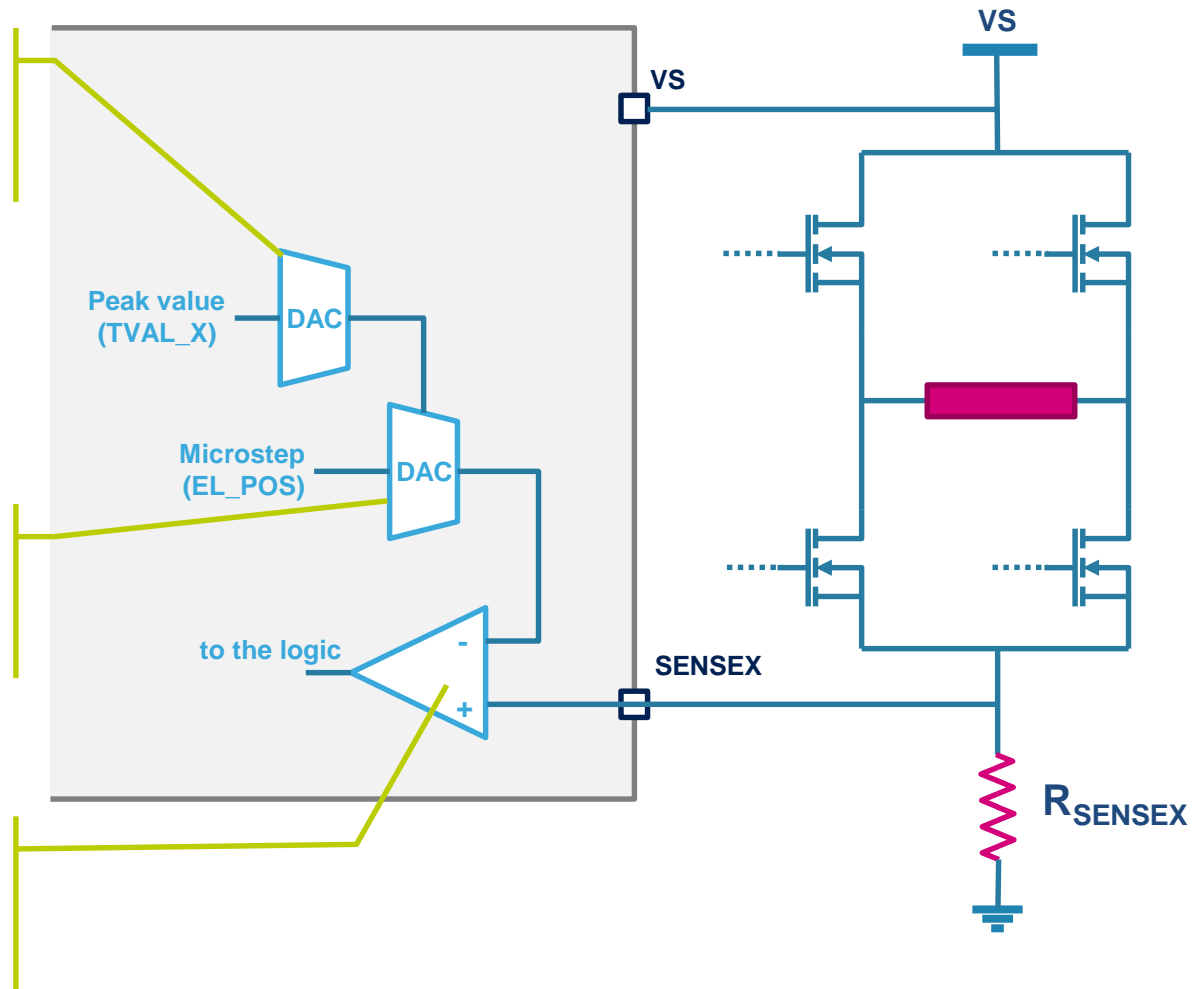 VS
VS
Peak value
(TVAL_X)
DAC
Microstep
(EL_POS)
DAC
to the logic
-
+
SENSEX
RSENSEX